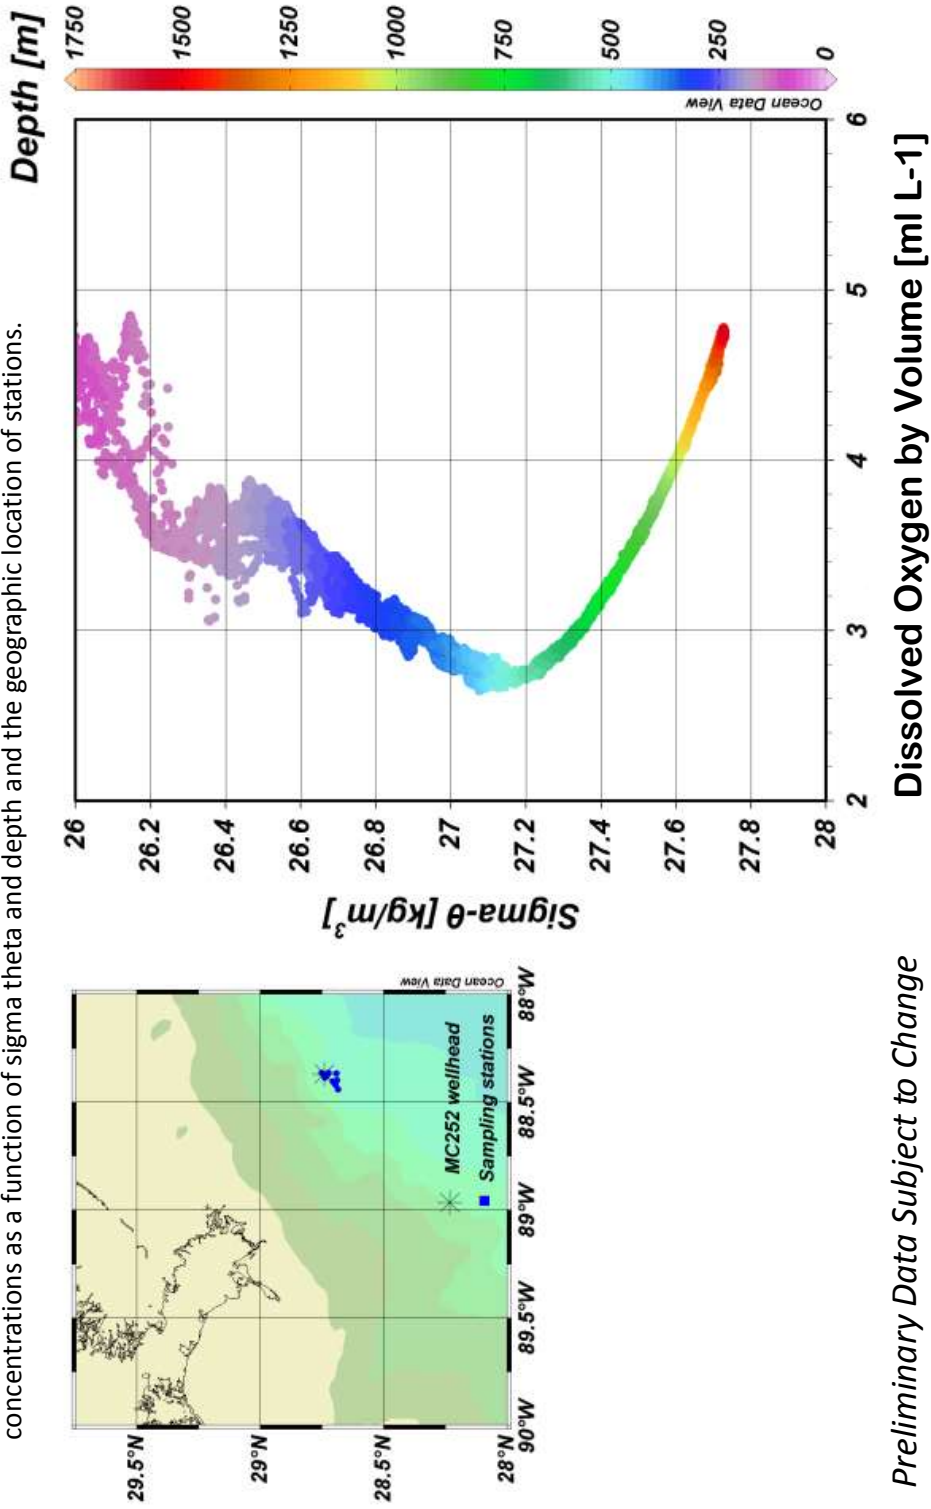 concentrations as a function of sigma theta and depth and the geographic location of stations.
29.5°N
29°N
28.5°N
28°N
90°W
89.5°W
89°W
88.5°W
88°W
MC252 wellhead
Sampling stations
Ocean Data View
Sigma-θ [kg/m³]
26
26.2
26.4
26.6
26.8
27
27.2
27.4
27.6
27.8
28
2
3
4
5
6
Dissolved Oxygen by Volume [ml L-1]
Depth [m]
1750
1500
1250
1000
750
500
250
0
Ocean Data View
Preliminary Data Subject to Change